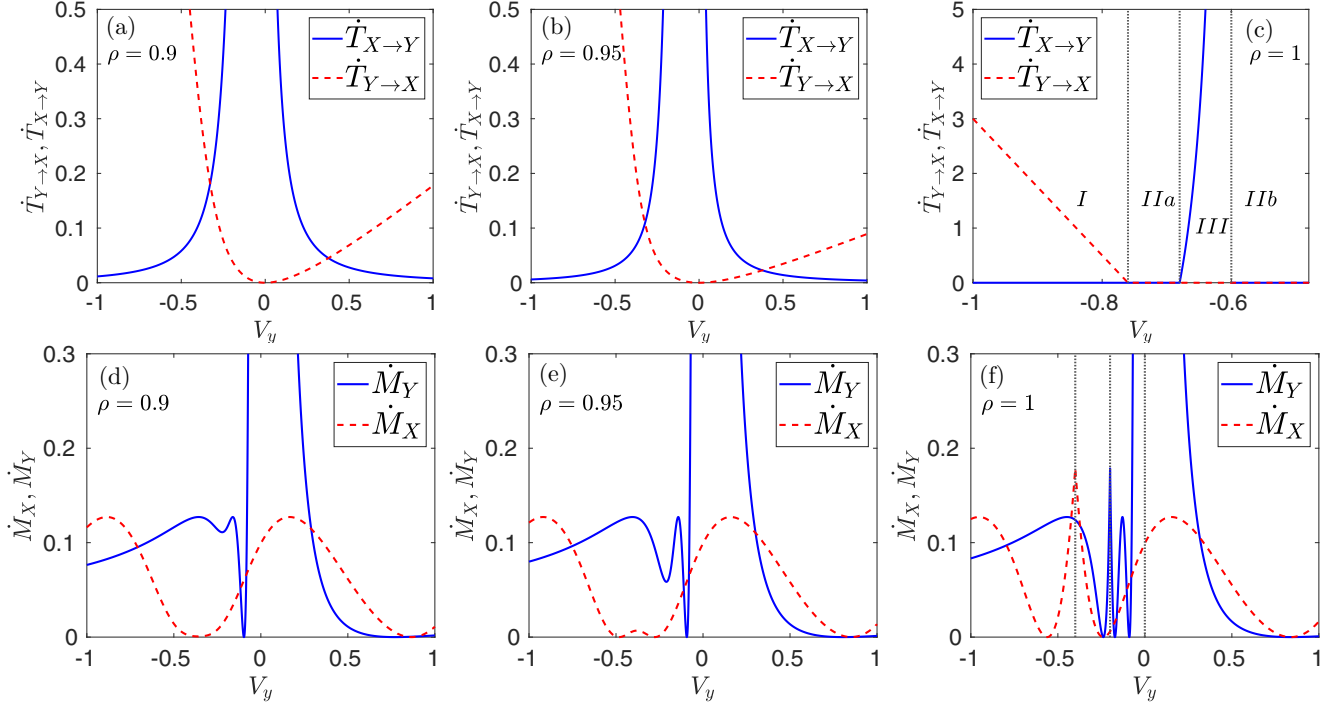 (a)
ρ = 0.9
Ṫ_{X→Y}
Ṫ_{Y→X}
Ṫ_{Y→X}, Ṫ_{X→Y}
0.5
0.4
0.3
0.2
0.1
0
-1 -0.5 0 0.5 1
V_y
(b)
ρ = 0.95
Ṫ_{X→Y}
Ṫ_{Y→X}
Ṫ_{Y→X}, Ṫ_{X→Y}
0.5
0.4
0.3
0.2
0.1
0
-1 -0.5 0 0.5 1
V_y
(c)
ρ = 1
Ṫ_{X→Y}
Ṫ_{Y→X}
Ṫ_{Y→X}, Ṫ_{X→Y}
5
4
3
2
1
0
I IIa III IIb
-1 -0.8 -0.6
V_y
(d)
ρ = 0.9
Ṁ_Y
Ṁ_X
Ṁ_X, Ṁ_Y
0.3
0.2
0.1
0
-1 -0.5 0 0.5 1
V_y
(e)
ρ = 0.95
Ṁ_Y
Ṁ_X
Ṁ_X, Ṁ_Y
0.3
0.2
0.1
0
-1 -0.5 0 0.5 1
V_y
(f)
ρ = 1
Ṁ_Y
Ṁ_X
Ṁ_X, Ṁ_Y
0.3
0.2
0.1
0
-1 -0.5 0 0.5 1
V_y